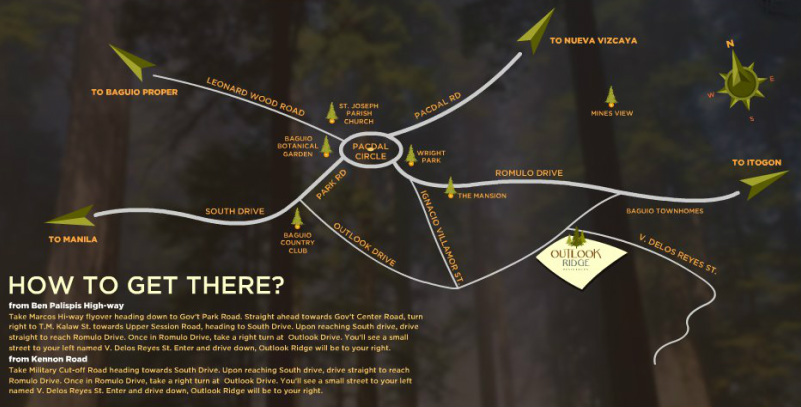 TO NUEVA VIZCAYA
N
E
W
S
TO BAGUIO PROPER
LEONARD WOOD ROAD
PACDAL RD
ST. JOSEPH
PARISH
CHURCH
MINES VIEW
BAGUIO
BOTANICAL
GARDEN
PACDAL
CIRCLE
WRIGHT
PARK
TO ITOGON
PARK RD
ROMULO DRIVE
THE MANSION
IGNACIO VILLAMOR ST.
SOUTH DRIVE
BAGUIO TOWNHOMES
TO MANILA
BAGUIO
COUNTRY
CLUB
OUTLOOK DRIVE
V. DELOS REYES ST.
OUTLOOK
RIDGE
HOW TO GET THERE?
from Ben Palispis High-way
Take Marcos Hi-way flyover heading down to Gov't Park Road. Straight ahead towards Gov't Center Road, turn
right to T.M. Kalaw St. towards Upper Session Road, heading to South Drive. Upon reaching South drive, drive
straight to reach Romulo Drive. Once in Romulo Drive, take a right turn at Outlook Drive. You'll see a small
street to your left named V. Delos Reyes St. Enter and drive down, Outlook Ridge will be to your right.
from Kennon Road
Take Military Cut-off Road heading towards South Drive. Upon reaching South drive, drive straight to reach
Romulo Drive. Once in Romulo Drive, take a right turn at Outlook Drive. You'll see a small street to your left
named V. Delos Reyes St. Enter and drive down, Outlook Ridge will be to your right.